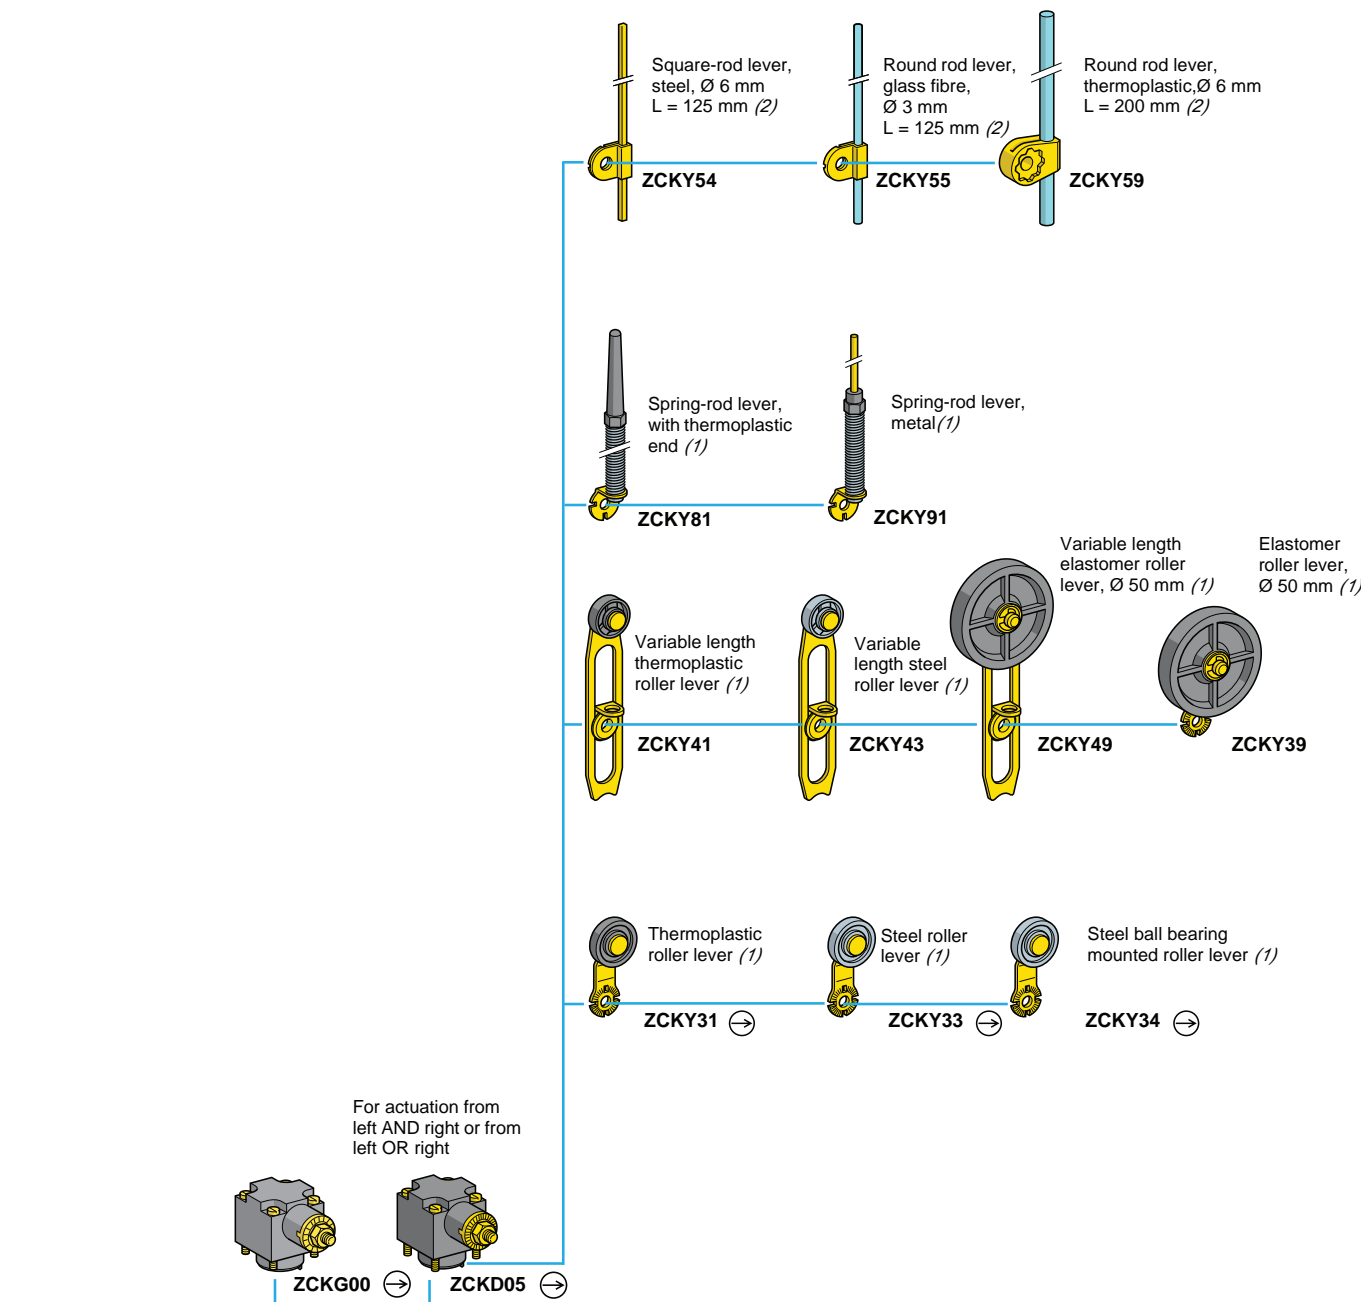 Square-rod lever,
steel, Ø 6 mm
L = 125 mm (2)
ZCKY54
Round rod lever,
glass fibre,
Ø 3 mm
L = 125 mm (2)
ZCKY55
Round rod lever,
thermoplastic,Ø 6 mm
L = 200 mm (2)
ZCKY59
Spring-rod lever,
with thermoplastic
end (1)
ZCKY81
Spring-rod lever,
metal(1)
ZCKY91
Variable length
thermoplastic
roller lever (1)
ZCKY41
Variable
length steel
roller lever (1)
ZCKY43
Variable length
elastomer roller
lever, Ø 50 mm (1)
ZCKY49
Elastomer
roller lever,
Ø 50 mm (1)
ZCKY39
Thermoplastic
roller lever (1)
ZCKY31
Steel roller
lever (1)
ZCKY33
Steel ball bearing
mounted roller lever (1)
ZCKY34
For actuation from
left AND right or from
left OR right
ZCKG00
ZCKD05